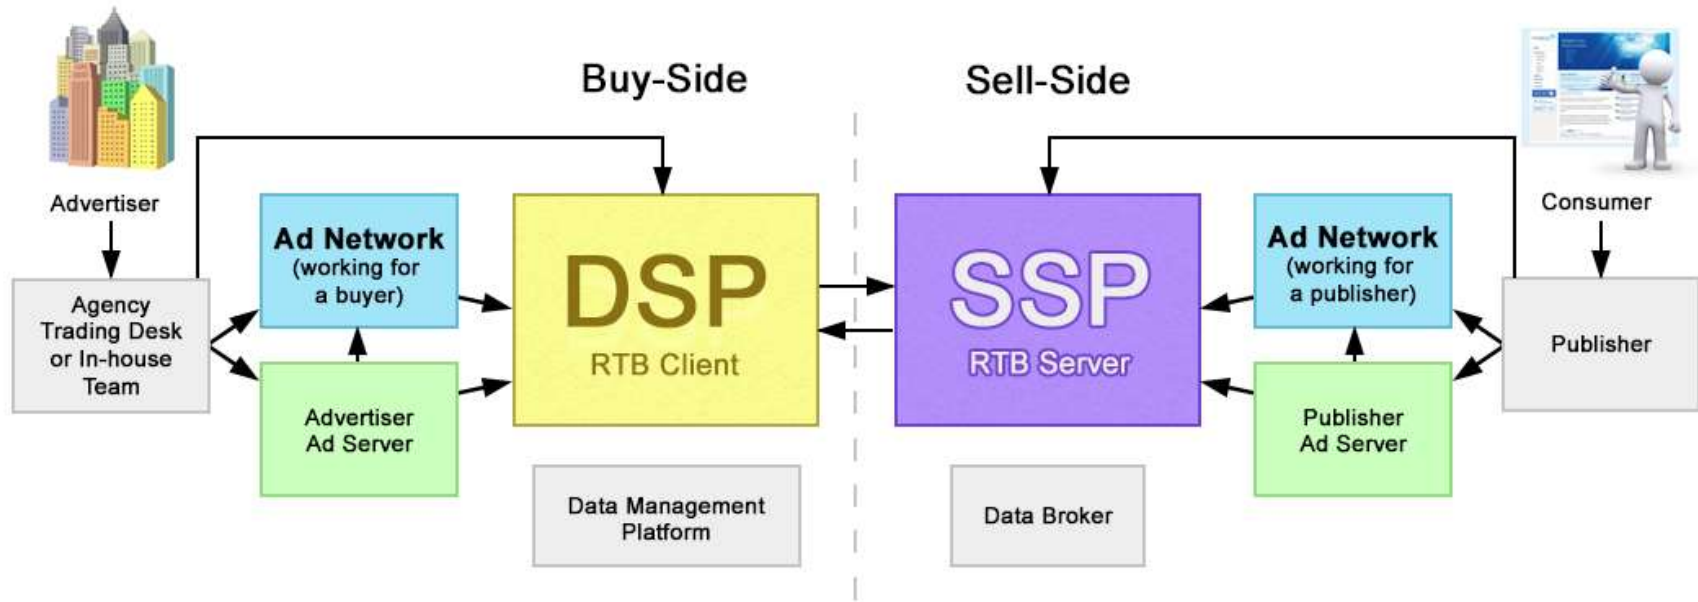 Buy-Side
Sell-Side
Advertiser
Agency
Trading Desk
or In-house
Team
Ad Network
(working for
a buyer)
Advertiser
Ad Server
DSP
RTB Client
Data Management
Platform
SSP
RTB Server
Data Broker
Ad Network
(working for
a publisher)
Publisher
Ad Server
Consumer
Publisher